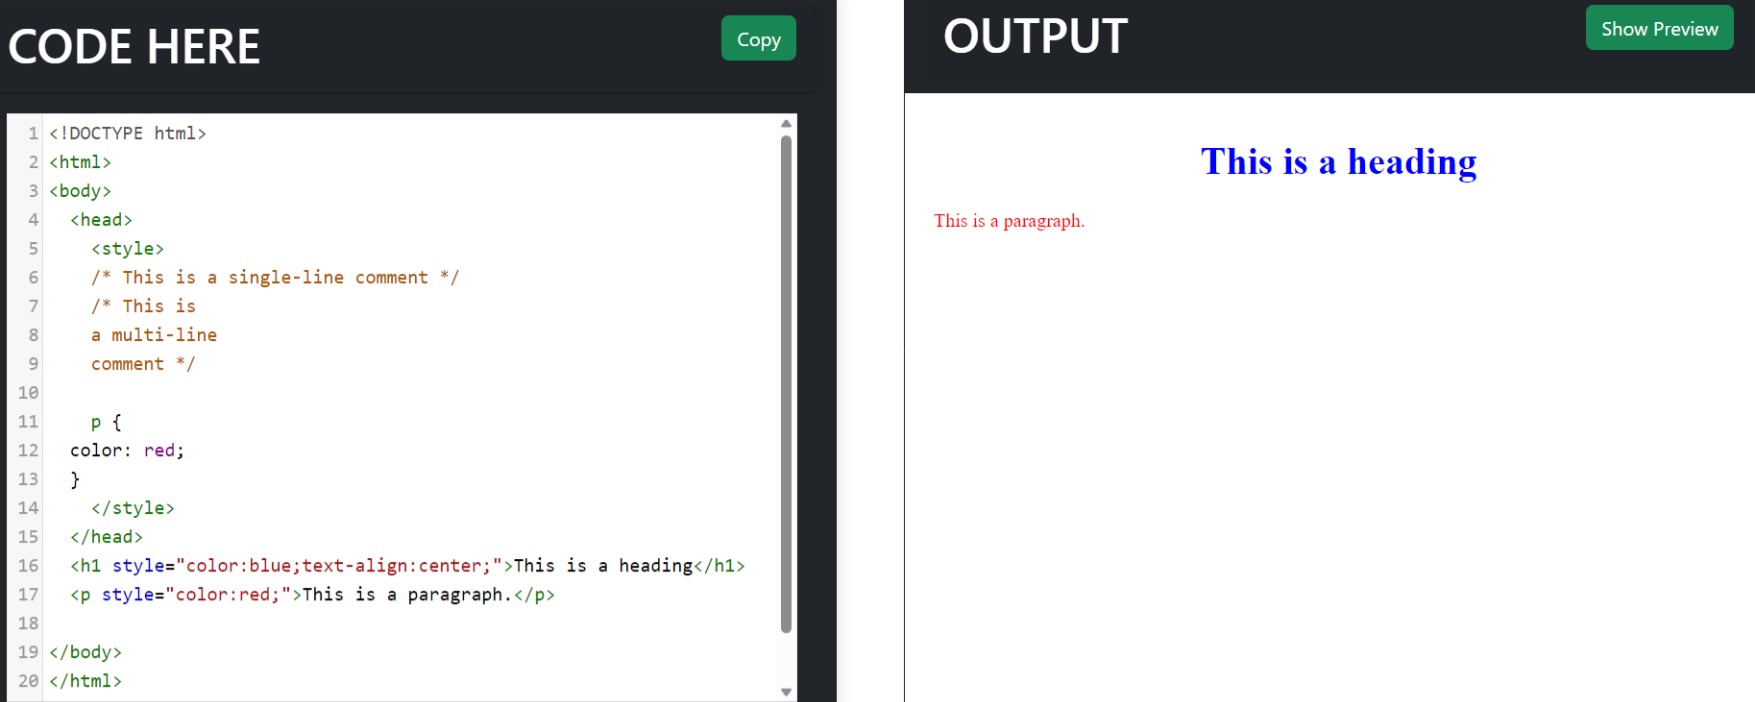 CODE HERE
Copy
1 <!DOCTYPE html>
2 <html>
3 <body>
4   <head>
5     <style>
6     /* This is a single-line comment */
7     /* This is
8     a multi-line
9     comment */
10
11     p {
12   color: red;
13   }
14     </style>
15   </head>
16   <h1 style="color:blue;text-align:center;">This is a heading</h1>
17   <p style="color:red;">This is a paragraph.</p>
18
19 </body>
20 </html>
OUTPUT
Show Preview
This is a heading
This is a paragraph.